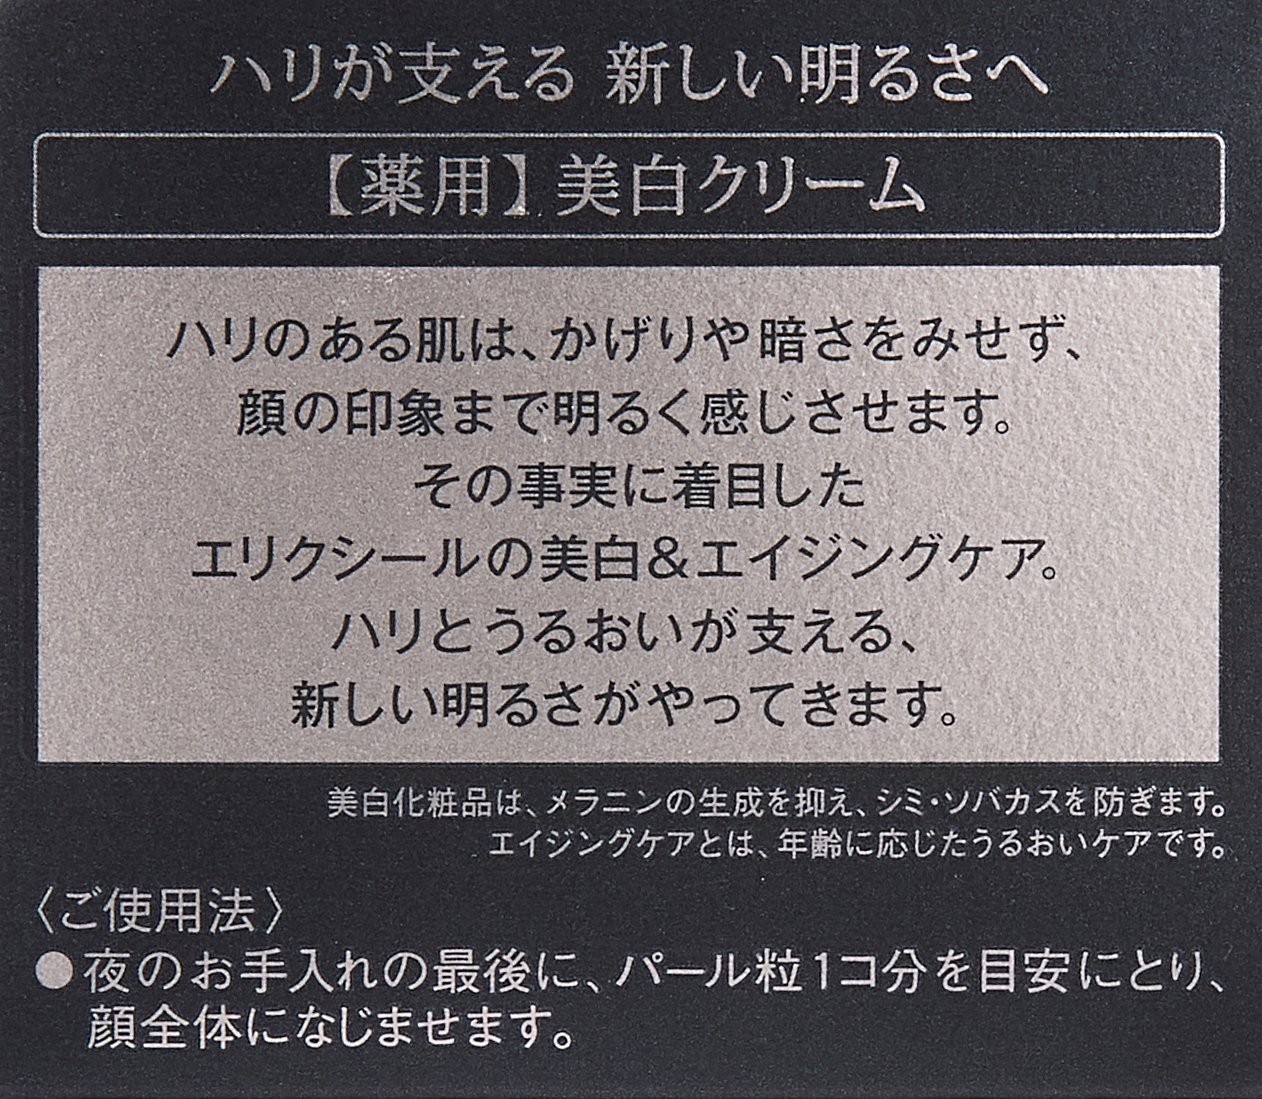 ハリが支える 新しい明るさへ
【薬用】美白クリーム
ハリのある肌は、かげりや暗さをみせず、
顔の印象まで明るく感じさせます。
その事実に着目した
エリクシールの美白&エイジングケア。
ハリとうるおいが支える、
新しい明るさがやってきます。
美白化粧品は、メラニンの生成を抑え、シミ・ソバカスを防ぎます。
エイジングケアとは、年齢に応じたうるおいケアです。
〈ご使用法〉
●夜のお手入れの最後に、パール粒1コ分を目安にとり、
顔全体になじませます。